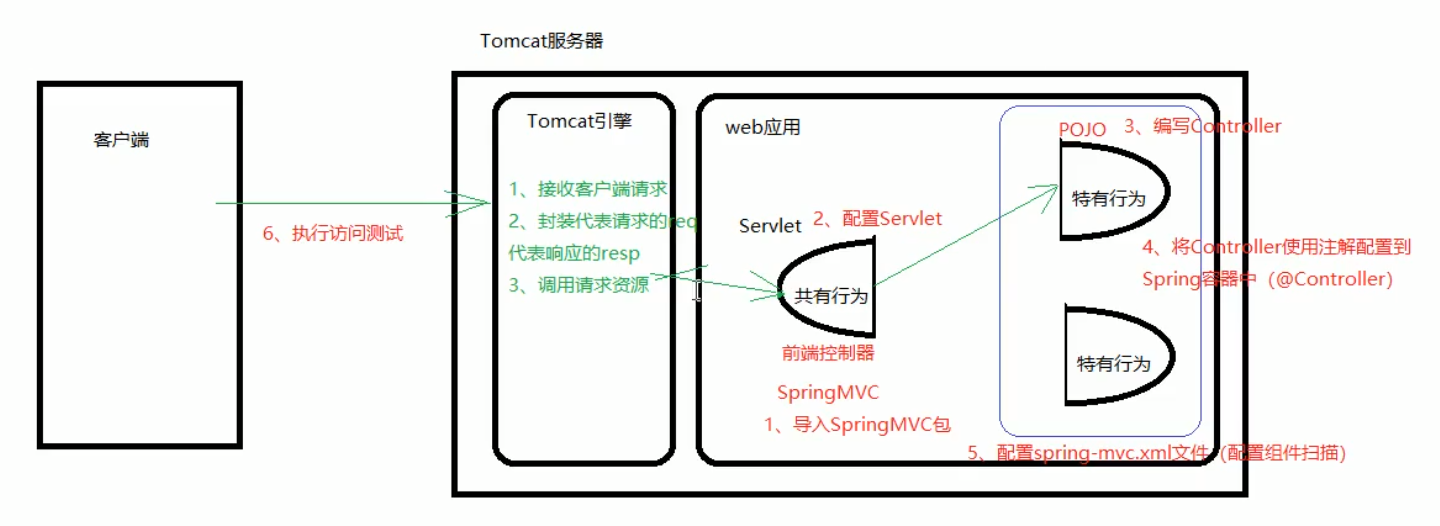 Tomcat服务器
客户端
Tomcat引擎
1、接收客户端请求
2、封装代表请求的req
代表响应的resp
3、调用请求资源
6、执行访问测试
web应用
Servlet
2、配置Servlet
共有行为
前端控制器
SpringMVC
1、导入SpringMVC包
POJO
3、编写Controller
特有行为
4、将Controller使用注解配置到
Spring容器中（@Controller）
特有行为
5、配置spring-mvc.xml文件（配置组件扫描）